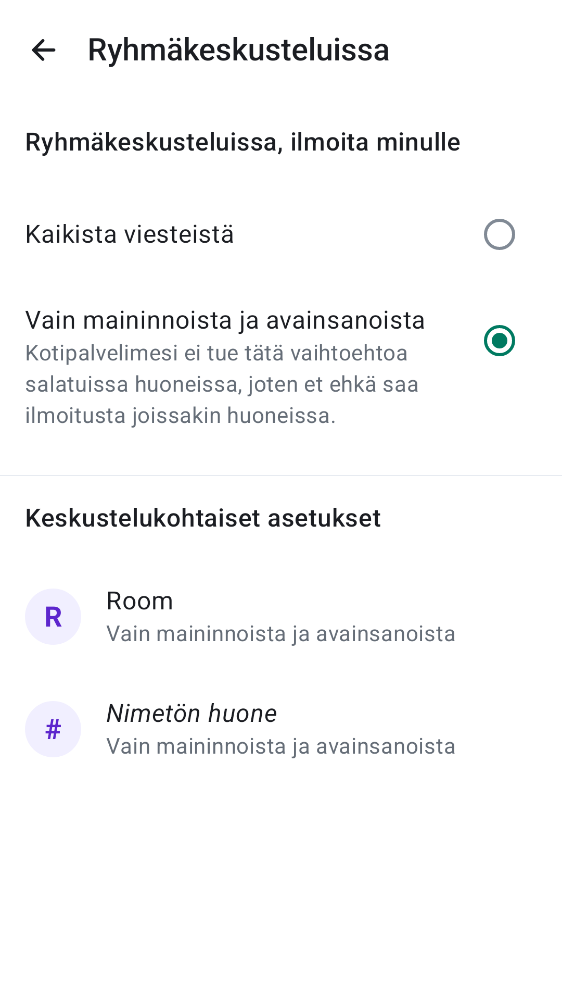 Ryhmäkeskusteluissa
Ryhmäkeskusteluissa, ilmoita minulle
Kaikista viesteistä
Vain maininnoista ja avainsanoista
Kotipalvelimesi ei tue tätä vaihtoehtoa
salatuissa huoneissa, joten et ehkä saa
ilmoitusta joissakin huoneissa.
Keskustelukohtaiset asetukset
R
Room
Vain maininnoista ja avainsanoista
#
Nimetön huone
Vain maininnoista ja avainsanoista